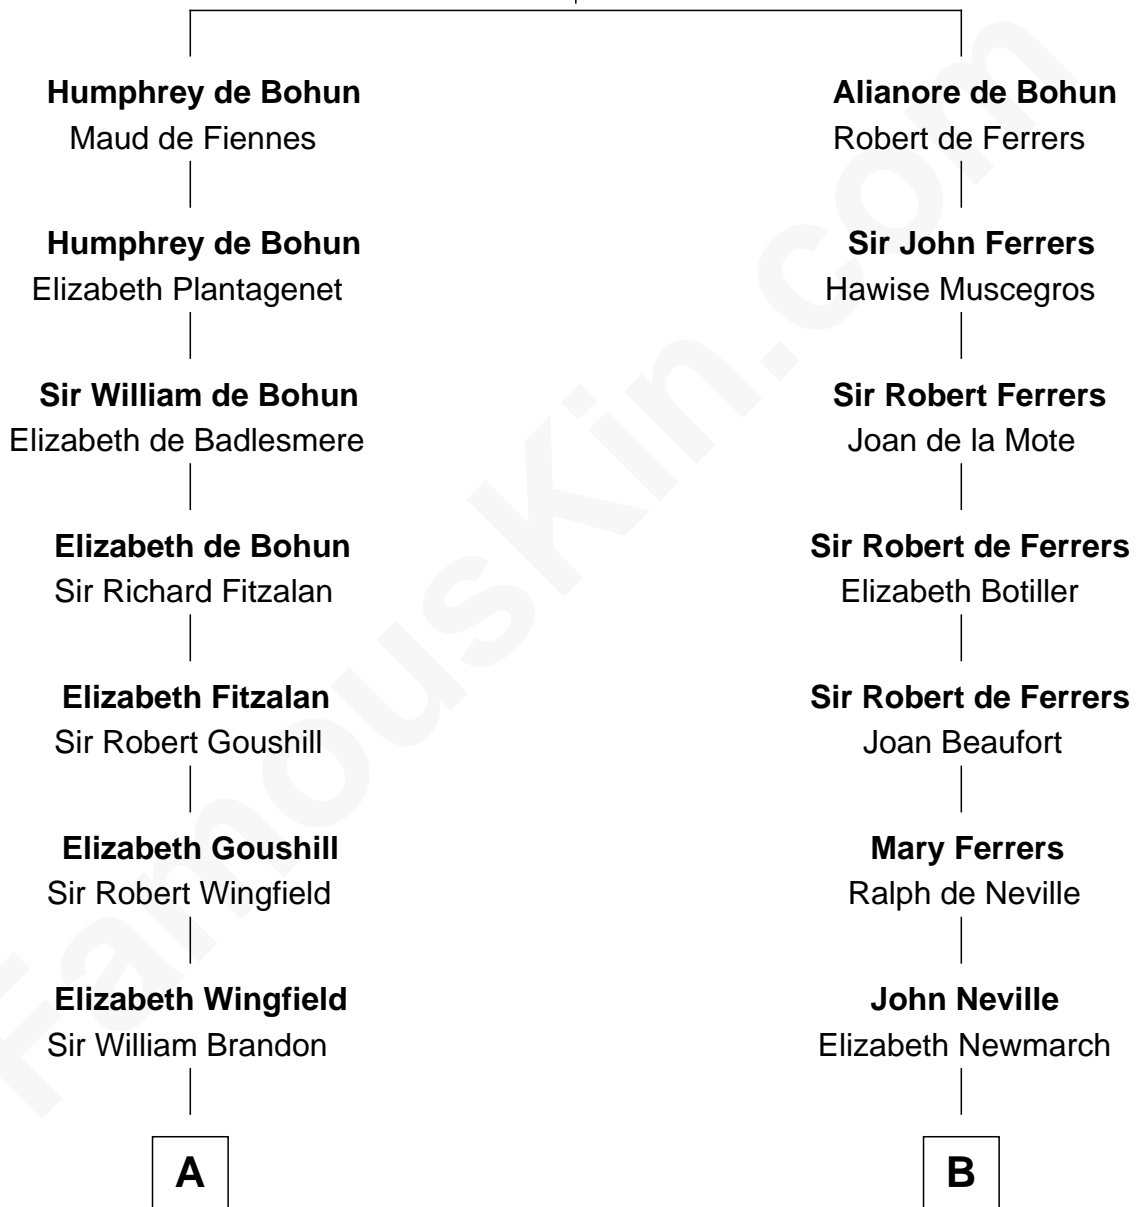 Humphrey de Bohun
Maud de Fiennes
Humphrey de Bohun
Elizabeth Plantagenet
Sir William de Bohun
Elizabeth de Badlesmere
Elizabeth de Bohun
Sir Richard Fitzalan
Elizabeth Fitzalan
Sir Robert Goushill
Elizabeth Goushill
Sir Robert Wingfield
Elizabeth Wingfield
Sir William Brandon
A
Alianore de Bohun
Robert de Ferrers
Sir John Ferrers
Hawise Muscegros
Sir Robert Ferrers
Joan de la Mote
Sir Robert de Ferrers
Elizabeth Botiller
Sir Robert de Ferrers
Joan Beaufort
Mary Ferrers
Ralph de Neville
John Neville
Elizabeth Newmarch
B
FamousKin.com